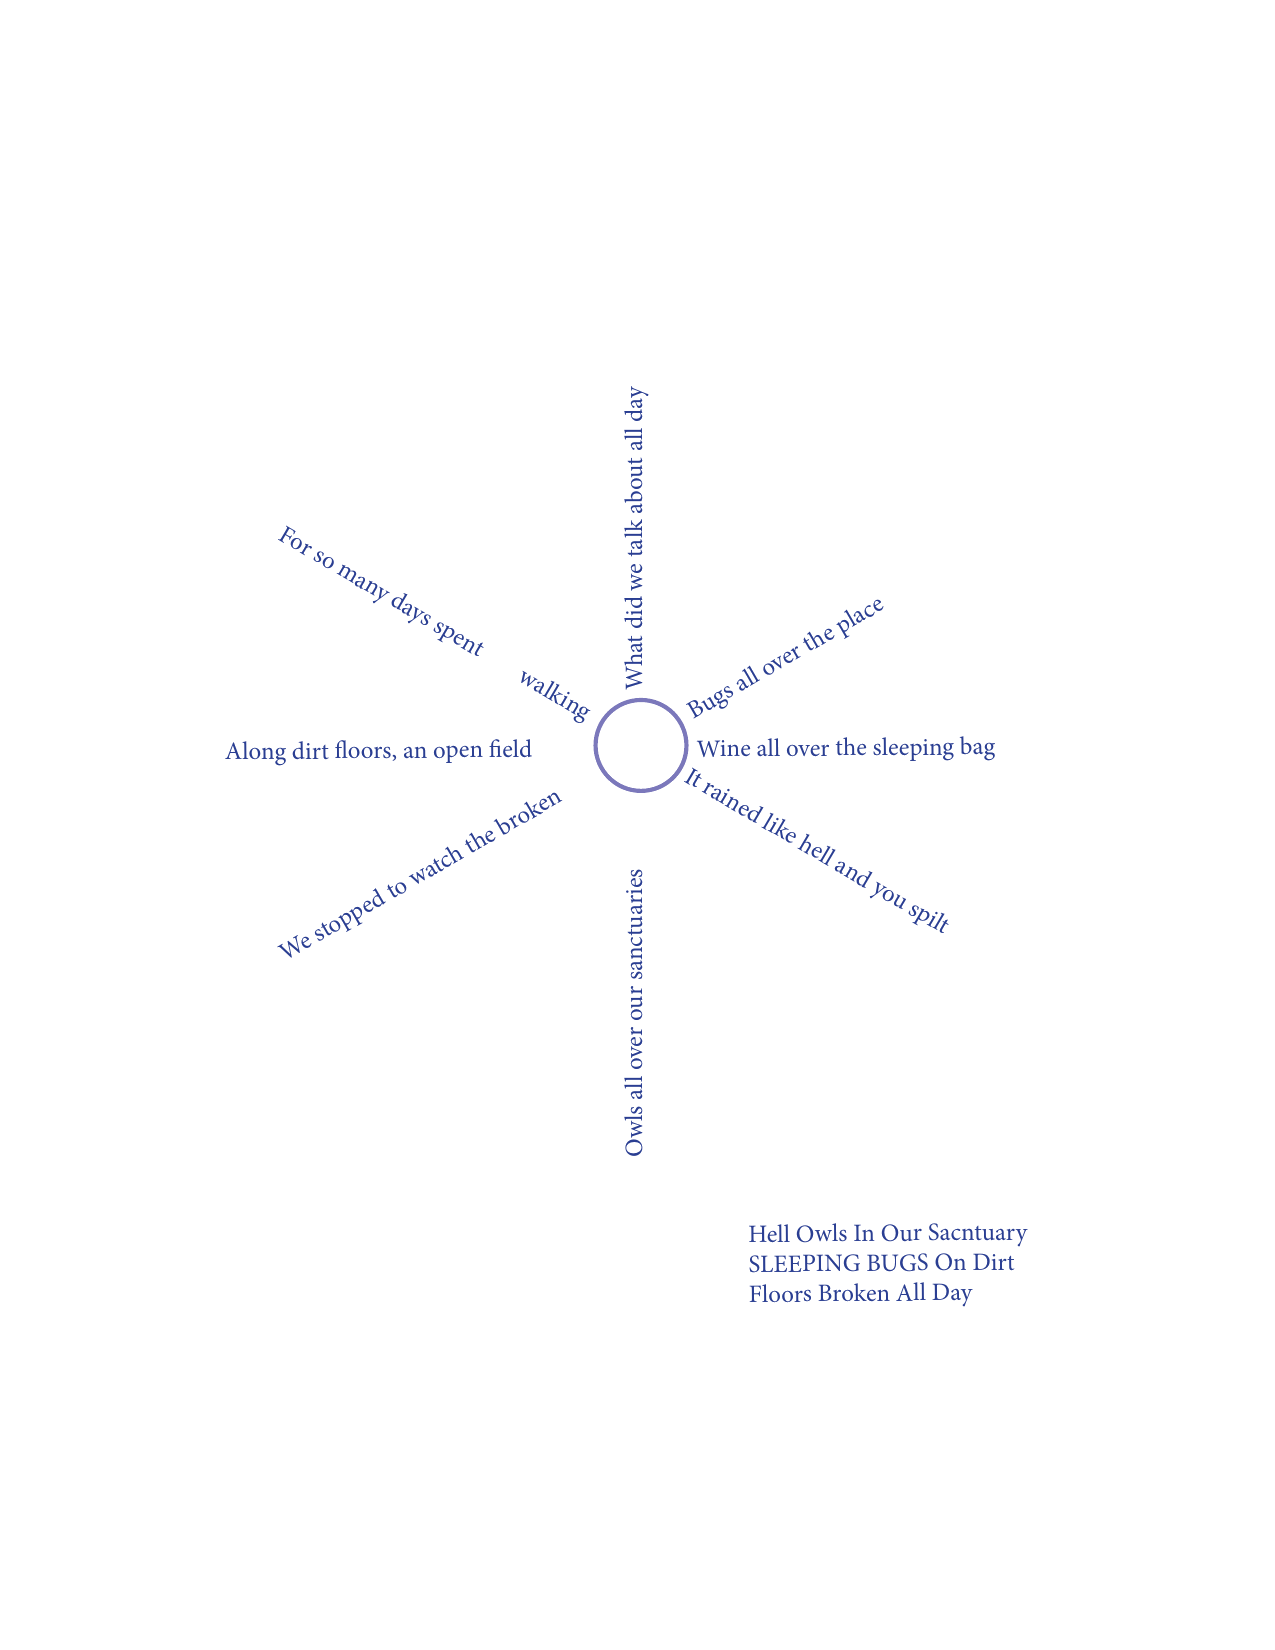 What did we talk about all day
For so many days spent walking
Along dirt floors, an open field
We stopped to watch the broken
Owls all over our sanctuaries
It rained like hell and you spilt
Wine all over the sleeping bag
Bugs all over the place
Hell Owls In Our Sacntuary
SLEEPING BUGS On Dirt
Floors Broken All Day